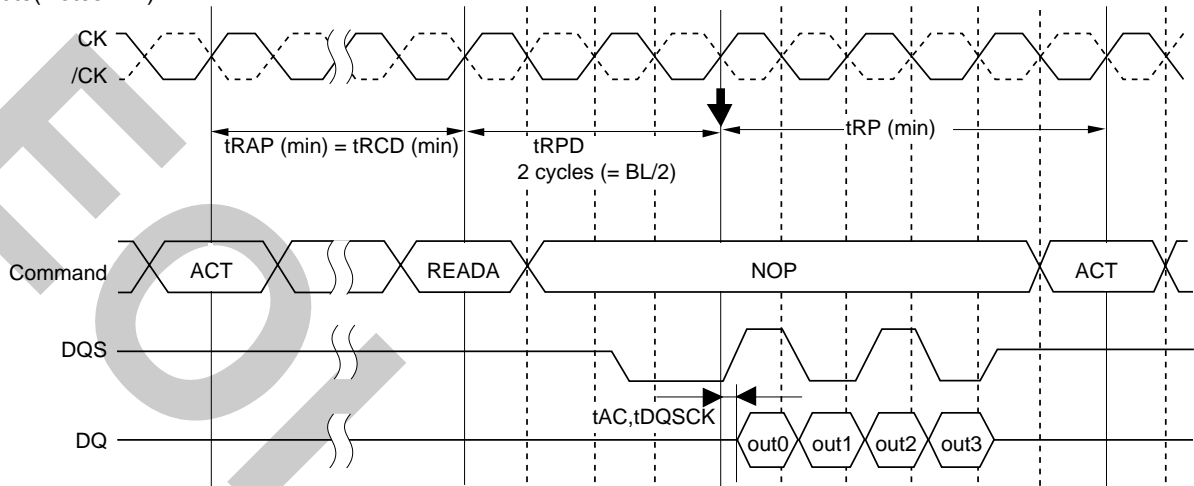 CK
/CK
tRAP (min) = tRCD (min)
tRPD
2 cycles (= BL/2)
tRP (min)
Command
ACT
READA
NOP
ACT
DQS
tAC,tDQSCK
DQ
out0
out1
out2
out3